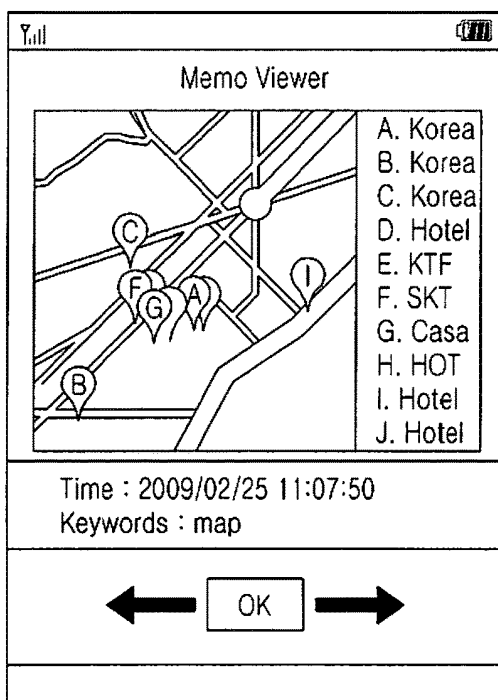 Memo Viewer
A. Korea
B. Korea
C. Korea
D. Hotel
E. KTF
F. SKT
G. Casa
H. HOT
I. Hotel
J. Hotel
C
F
G
A
I
B
Time : 2009/02/25 11:07:50
Keywords : map
OK